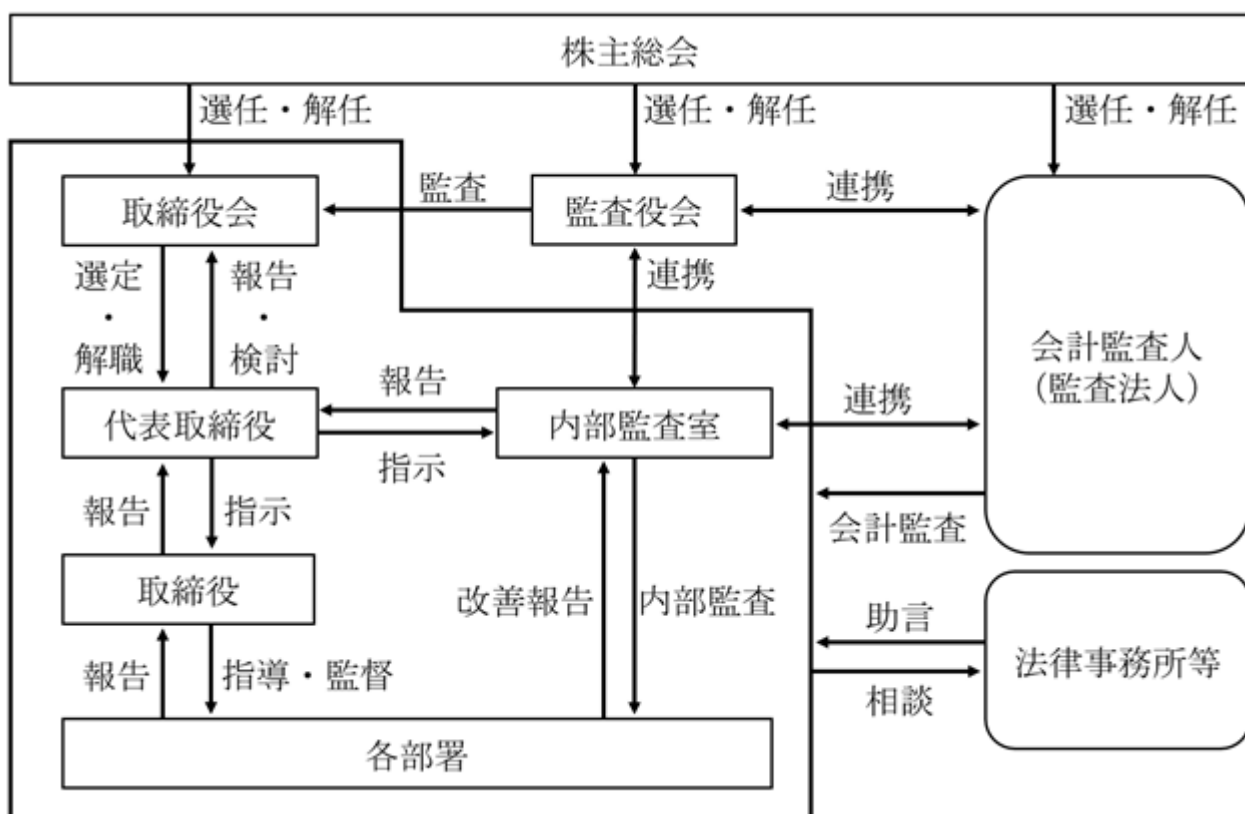 株主総会
選任・解任
選任・解任
選任・解任
取締役会
監査
監査役会
連携
選定
・
解職
報告
・
検討
連携
会計監査人
（監査法人）
代表取締役
報告
指示
内部監査室
連携
報告
指示
会計監査
取締役
改善報告
内部監査
助言
法律事務所等
相談
報告
指導・監督
各部署